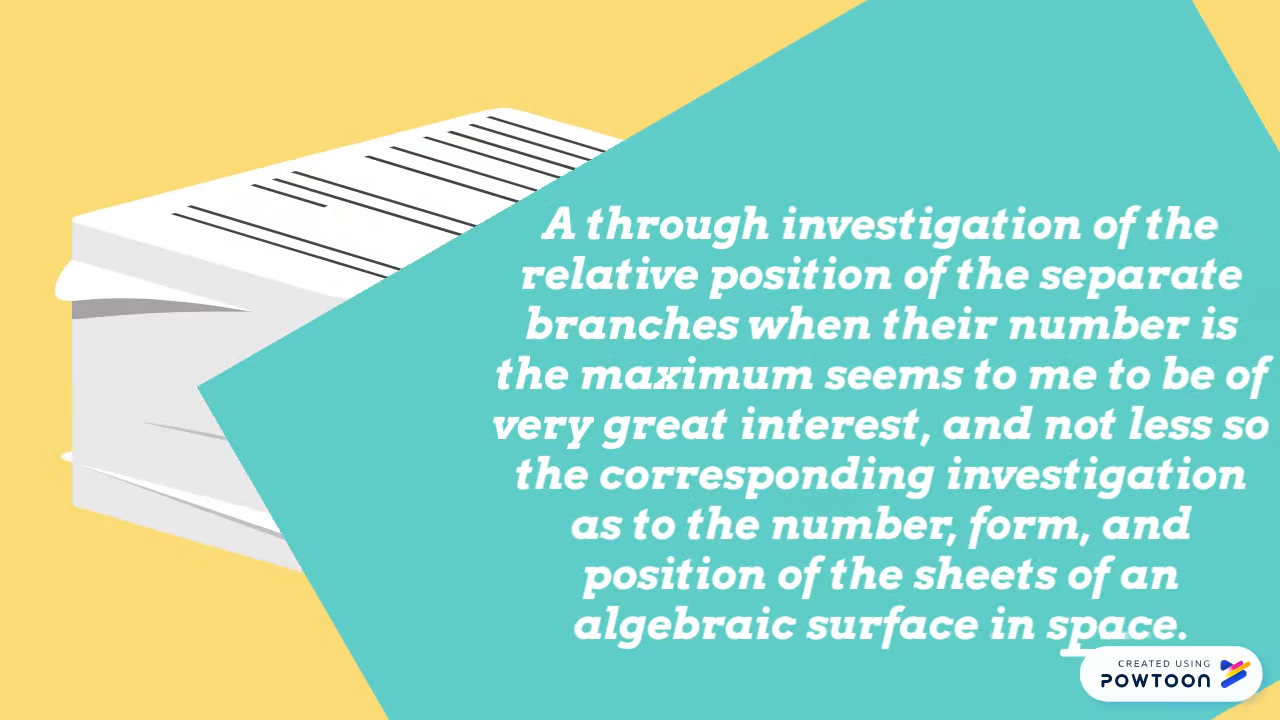 A through investigation of the
relative position of the separate
branches when their number is
the maximum seems to me to be of
very great interest, and not less so
the corresponding investigation
as to the number, form, and
position of the sheets of an
algebraic surface in space.
CREATED USING
POWTOON